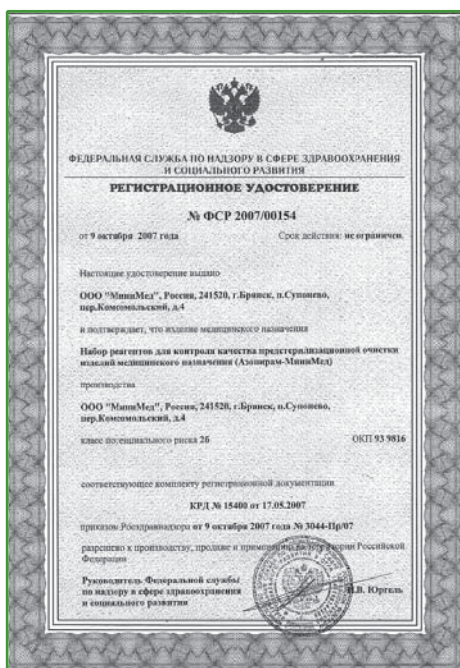 ФЕДЕРАЛЬНАЯ СЛУЖБА ПО НАДЗОРУ В СФЕРЕ ЗДРАВООХРАНЕНИЯ
И СОЦИАЛЬНОГО РАЗВИТИЯ
РЕГИСТРАЦИОННОЕ УДОСТОВЕРЕНИЕ
№ ФСР 2007/00154
от 9 октября 2007 года Срок действия: не ограничен.
Настоящее удостоверение выдано
ООО "МиниМед", Россия, 241520, г.Брянск, п.Супонево,
пер.Комсомольский, д.4
и подтверждает, что изделие медицинского назначения
Набор реагентов для контроля качества предстерилизационной очистки
изделий медицинского назначения (Азопирам-МиниМед)
производства
ООО "МиниМед", Россия, 241520, г.Брянск, п.Супонево,
пер.Комсомольский, д.4
класс потенциального риска 2б ОКП 93 9816
соответствующее комплекту регистрационной документации
КРД № 15400 от 17.05.2007
приказом Росздравнадзора от 9 октября 2007 года № 3044-Пр/07
разрешено к производству, продаже и применению на территории Российской
Федерации
Руководитель Федеральной службы
по надзору в сфере здравоохранения
и социального развития Н.В. Юргель